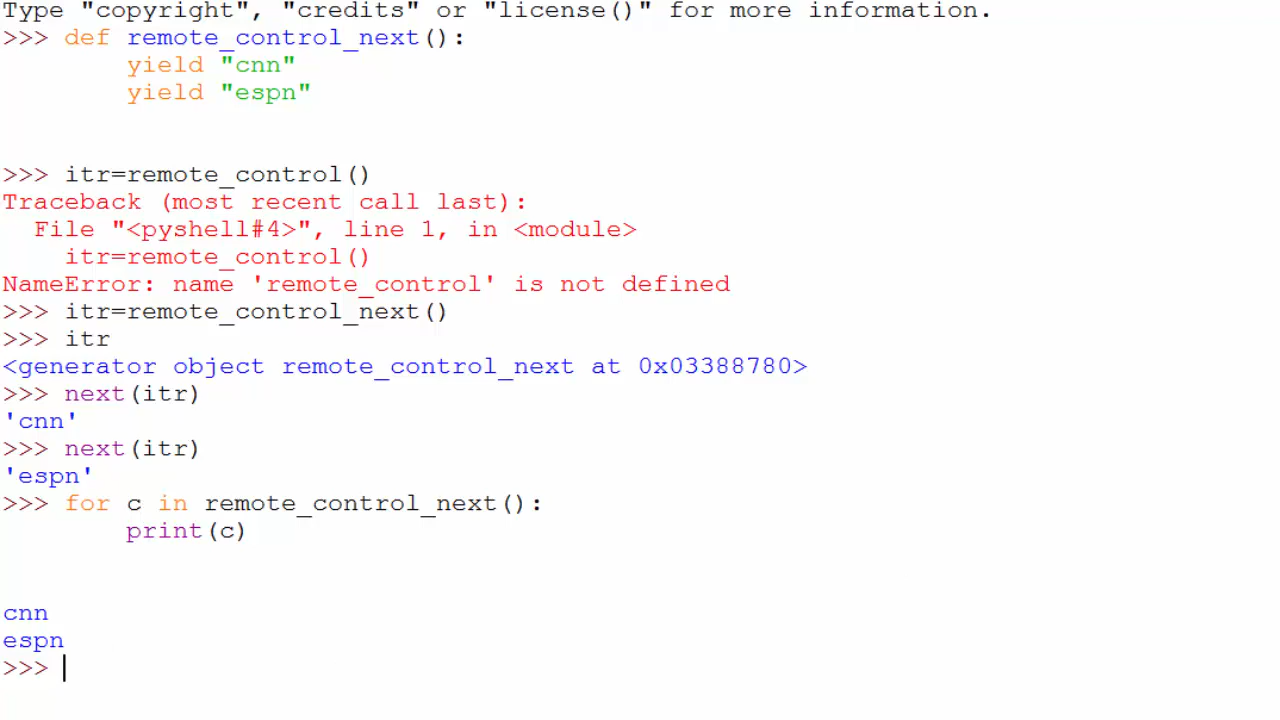 Type "copyright", "credits" or "license()" for more information.
>>> def remote_control_next():
        yield "cnn"
        yield "espn"
>>> itr=remote_control()
Traceback (most recent call last):
  File "<pyshell#4>", line 1, in <module>
    itr=remote_control()
NameError: name 'remote_control' is not defined
>>> itr=remote_control_next()
>>> itr
<generator object remote_control_next at 0x03388780>
>>> next(itr)
'cnn'
>>> next(itr)
'espn'
>>> for c in remote_control_next():
        print(c)
cnn
espn
>>>